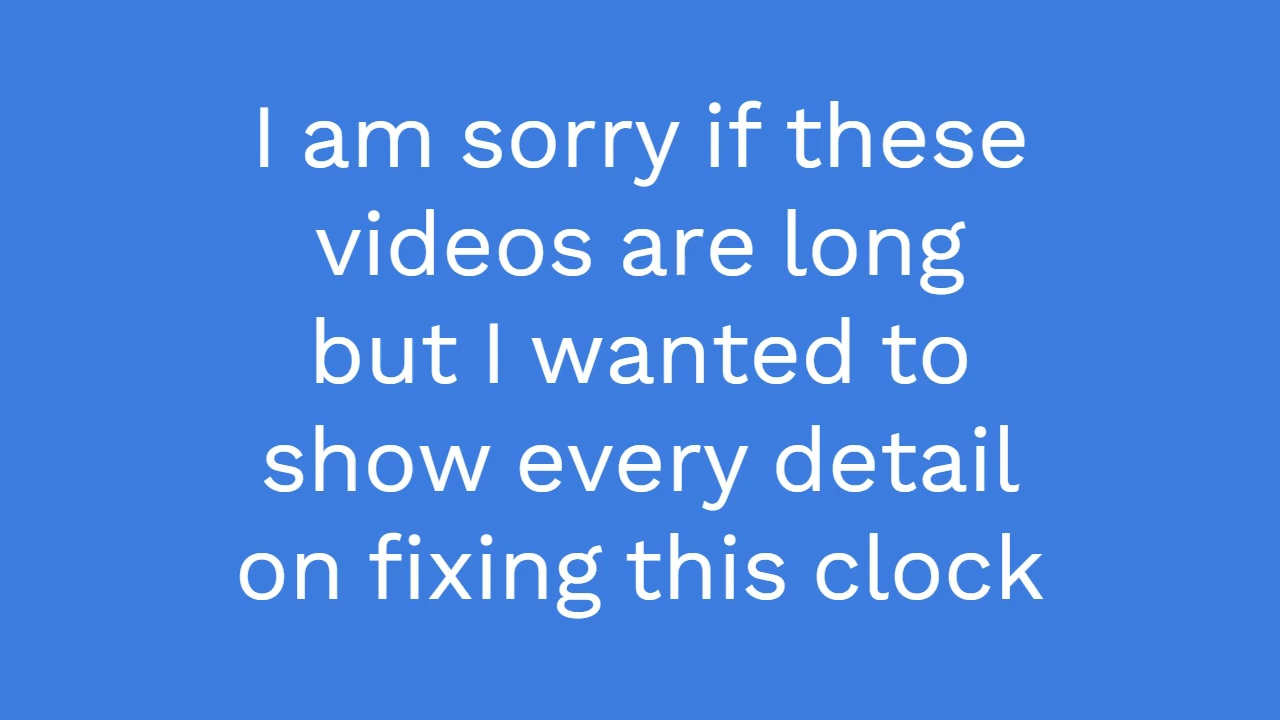 I am sorry if these
videos are long
but I wanted to
show every detail
on fixing this clock